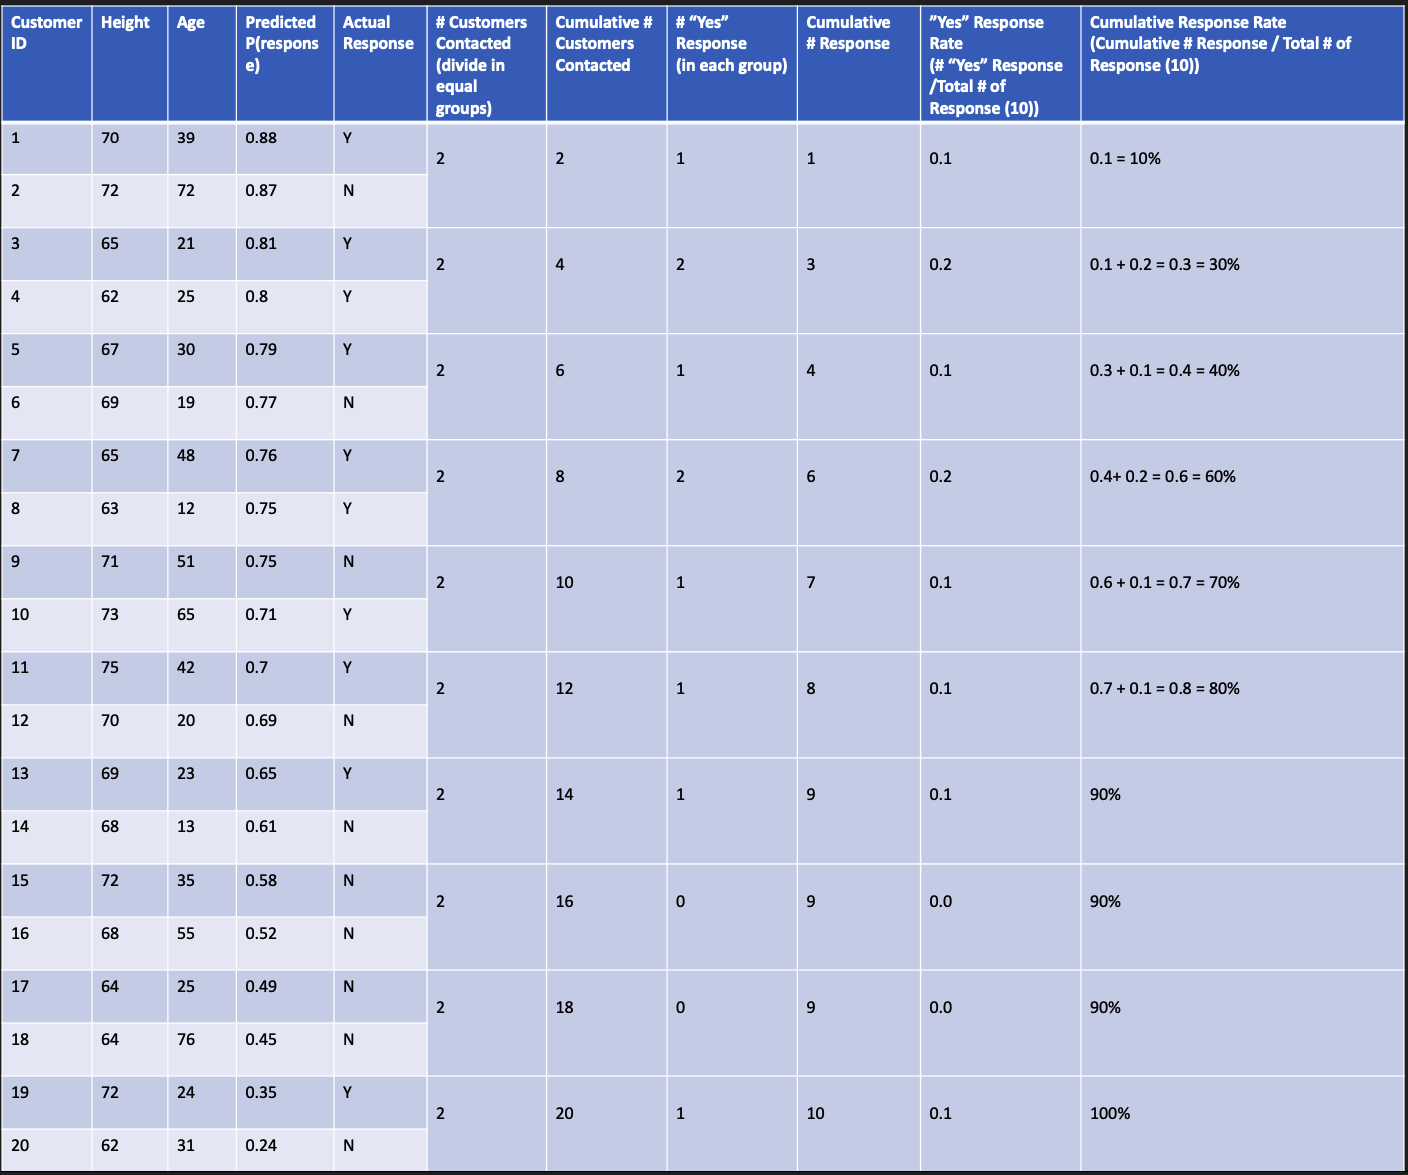 Customer ID | Height | Age | Predicted P(response) | Actual Response | # Customers Contacted (divide in equal groups) | Cumulative # Customers Contacted | # “Yes” Response (in each group) | Cumulative # Response | ”Yes” Response Rate (# “Yes” Response /Total # of Response (10)) | Cumulative Response Rate (Cumulative # Response / Total # of Response (10))
1 | 70 | 39 | 0.88 | Y | 2 | 2 | 1 | 1 | 0.1 | 0.1 = 10%
2 | 72 | 72 | 0.87 | N
3 | 65 | 21 | 0.81 | Y | 2 | 4 | 2 | 3 | 0.2 | 0.1 + 0.2 = 0.3 = 30%
4 | 62 | 25 | 0.8 | Y
5 | 67 | 30 | 0.79 | Y | 2 | 6 | 1 | 4 | 0.1 | 0.3 + 0.1 = 0.4 = 40%
6 | 69 | 19 | 0.77 | N
7 | 65 | 48 | 0.76 | Y | 2 | 8 | 2 | 6 | 0.2 | 0.4+ 0.2 = 0.6 = 60%
8 | 63 | 12 | 0.75 | Y
9 | 71 | 51 | 0.75 | N | 2 | 10 | 1 | 7 | 0.1 | 0.6 + 0.1 = 0.7 = 70%
10 | 73 | 65 | 0.71 | Y
11 | 75 | 42 | 0.7 | Y | 2 | 12 | 1 | 8 | 0.1 | 0.7 + 0.1 = 0.8 = 80%
12 | 70 | 20 | 0.69 | N
13 | 69 | 23 | 0.65 | Y | 2 | 14 | 1 | 9 | 0.1 | 90%
14 | 68 | 13 | 0.61 | N
15 | 72 | 35 | 0.58 | N | 2 | 16 | 0 | 9 | 0.0 | 90%
16 | 68 | 55 | 0.52 | N
17 | 64 | 25 | 0.49 | N | 2 | 18 | 0 | 9 | 0.0 | 90%
18 | 64 | 76 | 0.45 | N
19 | 72 | 24 | 0.35 | Y | 2 | 20 | 1 | 10 | 0.1 | 100%
20 | 62 | 31 | 0.24 | N